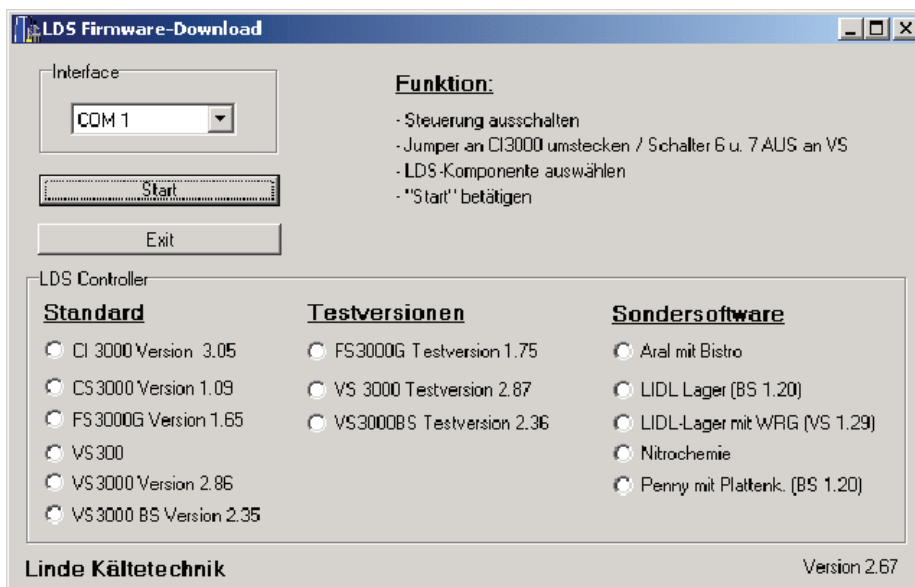 LDS Firmware-Download
Interface
COM 1
Start
Exit
Funktion:
- Steuerung ausschalten
- Jumper an CI3000 umstecken / Schalter 6 u. 7 AUS an VS
- LDS-Komponente auswählen
- "Start" betätigen
LDS Controller
Standard
CI 3000 Version 3.05
CS3000 Version 1.09
FS3000G Version 1.65
VS300
VS3000 Version 2.86
VS3000 BS Version 2.35
Testversionen
FS3000G Testversion 1.75
VS 3000 Testversion 2.87
VS3000BS Testversion 2.36
Sondersoftware
Aral mit Bistro
LIDL Lager (BS 1.20)
LIDL-Lager mit WRG (VS 1.29)
Nitrochemie
Penny mit Plattenk. (BS 1.20)
Linde Kältetechnik
Version 2.67